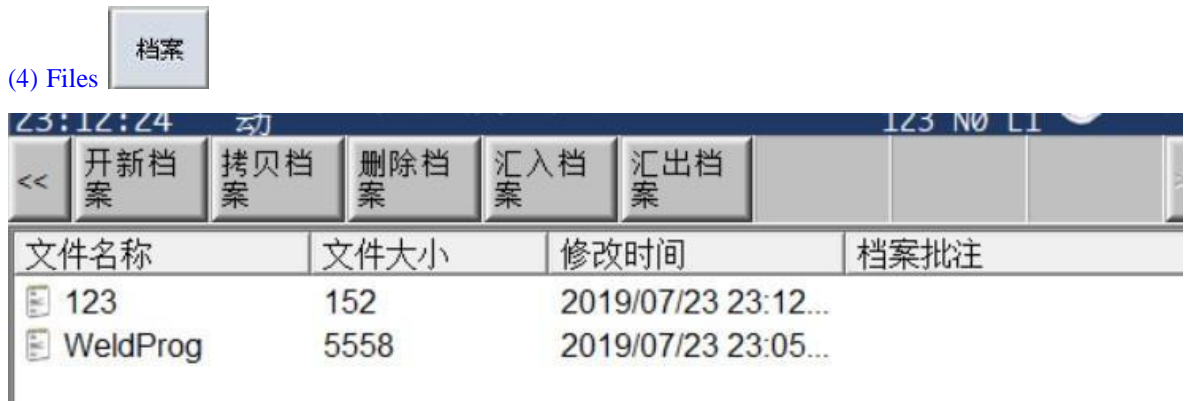 档案
(4) Files
23:12:24 动 123 N0 L1
<< 开新档案 拷贝档案 删除档案 汇入档案 汇出档案
文件名称 文件大小 修改时间 档案批注
123 152 2019/07/23 23:12...
WeldProg 5558 2019/07/23 23:05...